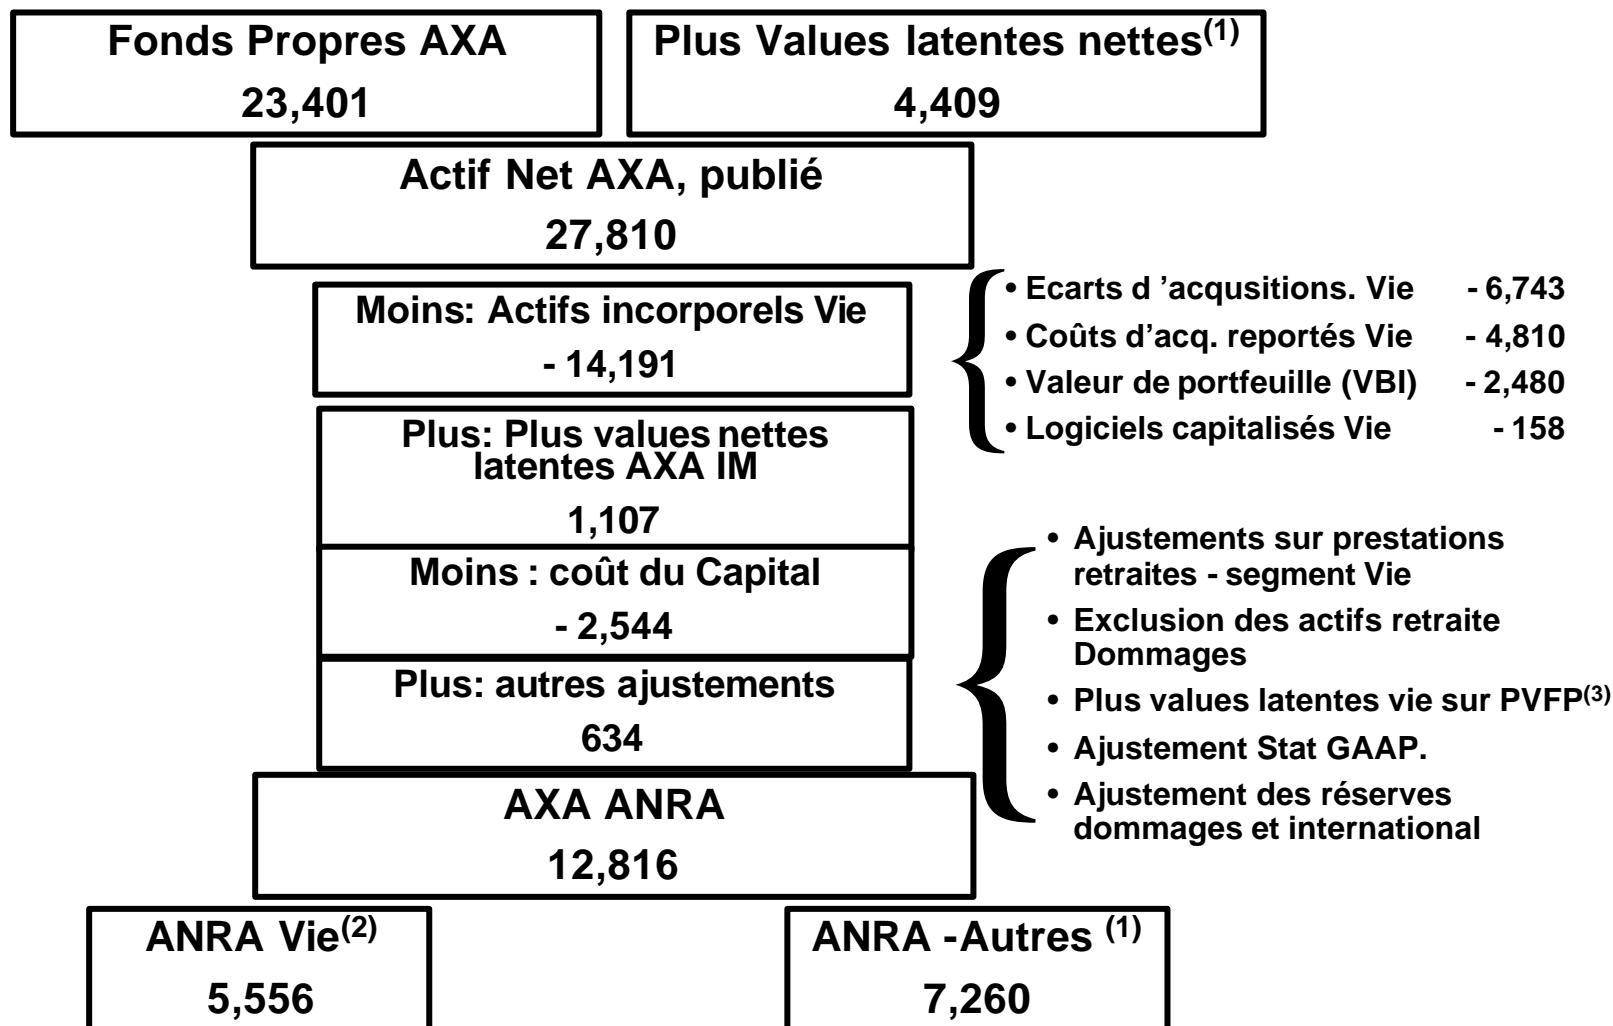 Fonds Propres AXA
23,401
Plus Values latentes nettes(1)
4,409
Actif Net AXA, publié
27,810
Moins: Actifs incorporels Vie
- 14,191
• Ecarts d ’acqusitions. Vie - 6,743
• Coûts d’acq. reportés Vie - 4,810
• Valeur de portfeuille (VBI) - 2,480
• Logiciels capitalisés Vie - 158
Plus: Plus values nettes
latentes AXA IM
1,107
Moins : coût du Capital
- 2,544
Plus: autres ajustements
634
• Ajustements sur prestations
retraites - segment Vie
• Exclusion des actifs retraite
Dommages
• Plus values latentes vie sur PVFP(3)
• Ajustement Stat GAAP.
• Ajustement des réserves
dommages et international
AXA ANRA
12,816
ANRA Vie(2)
5,556
ANRA -Autres (1)
7,260